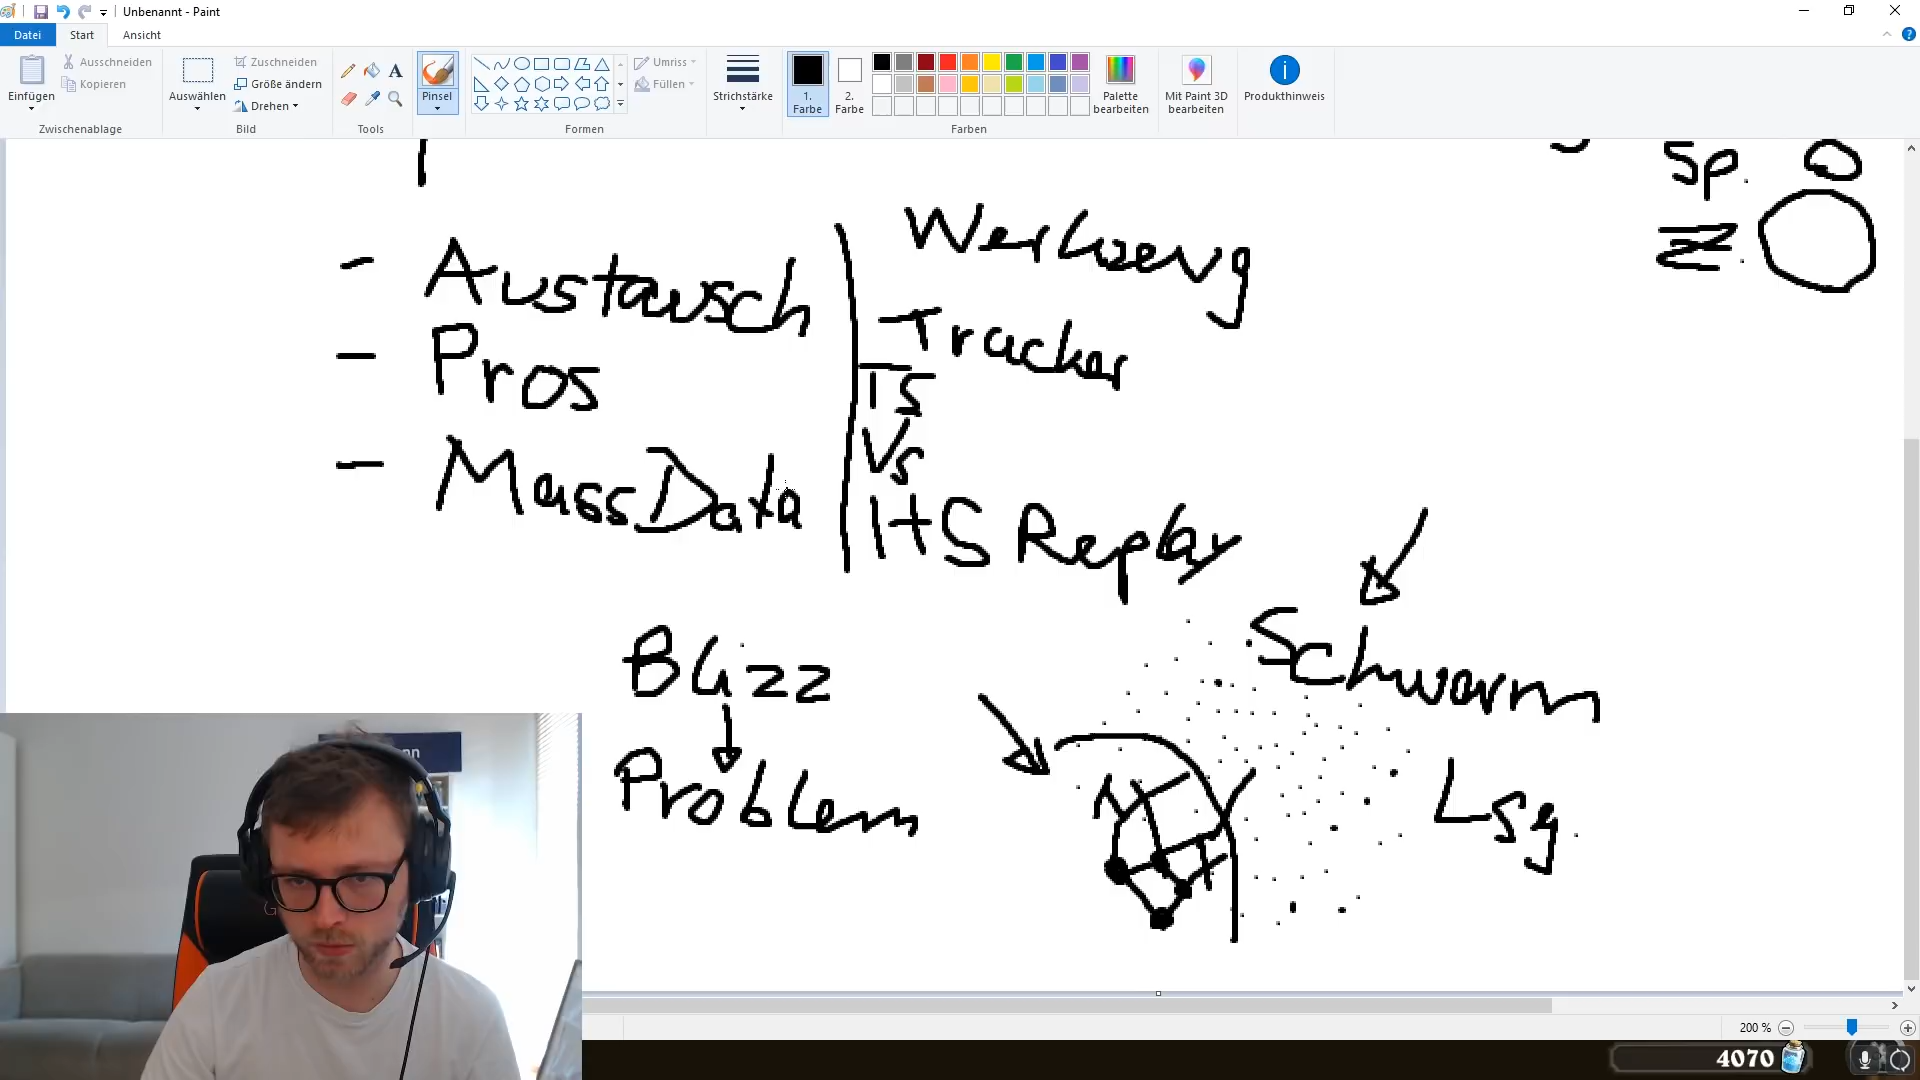 Unbenannt - Paint
Datei
Start
Ansicht
Einfügen
Ausschneiden
Kopieren
Zwischenablage
Auswählen
Zuschneiden
Größe ändern
Drehen
Bild
Tools
Pinsel
Formen
Umriss
Füllen
Strichstärke
1. Farbe
2. Farbe
Farben
Palette bearbeiten
Mit Paint 3D bearbeiten
Produkthinweis
Sp.
Z.
- Austausch
- Pros
- MassData
Werkzeug
Tracker
TS
VS
HS Replay
Blizz
Problem
Schwarm
Lsg.
200 %
4070